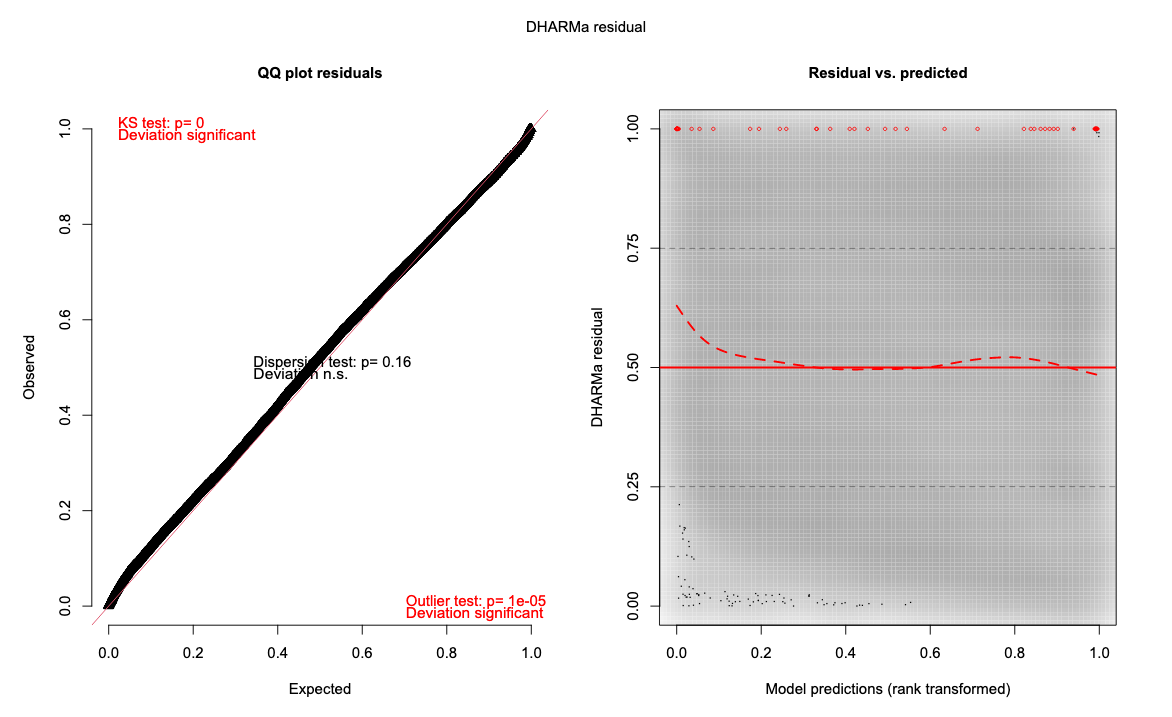 DHARMa residual
QQ plot residuals
KS test: p= 0
Deviation significant
Dispersion test: p= 0.16
Deviation n.s.
Outlier test: p= 1e-05
Deviation significant
Observed
0.0 0.2 0.4 0.6 0.8 1.0
0.0 0.2 0.4 0.6 0.8 1.0
Expected
Residual vs. predicted
DHARMa residual
0.00 0.25 0.50 0.75 1.00
0.0 0.2 0.4 0.6 0.8 1.0
Model predictions (rank transformed)